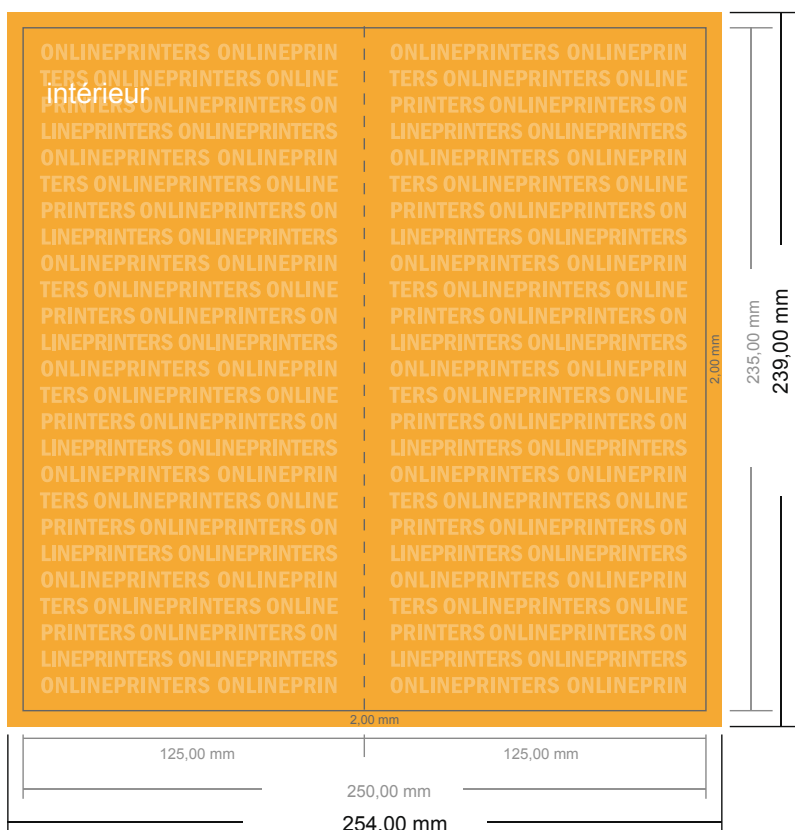 ONLINEPRINTERS ONLINEPRIN
TERS ONLINEPRINTERS ONLINE
intérieur
PRINTERS ONLINEPRINTERS ON
LINEPRINTERS ONLINEPRINTERS
ONLINEPRINTERS ONLINEPRIN
TERS ONLINEPRINTERS ONLINE
PRINTERS ONLINEPRINTERS ON
LINEPRINTERS ONLINEPRINTERS
ONLINEPRINTERS ONLINEPRIN
TERS ONLINEPRINTERS ONLINE
PRINTERS ONLINEPRINTERS ON
LINEPRINTERS ONLINEPRINTERS
ONLINEPRINTERS ONLINEPRIN
TERS ONLINEPRINTERS ONLINE
PRINTERS ONLINEPRINTERS ON
LINEPRINTERS ONLINEPRINTERS
ONLINEPRINTERS ONLINEPRIN
TERS ONLINEPRINTERS ONLINE
PRINTERS ONLINEPRINTERS ON
LINEPRINTERS ONLINEPRINTERS
ONLINEPRINTERS ONLINEPRIN
TERS ONLINEPRINTERS ONLINE
PRINTERS ONLINEPRINTERS ON
LINEPRINTERS ONLINEPRINTERS
ONLINEPRINTERS ONLINEPRIN
ONLINEPRINTERS ONLINEPRIN
TERS ONLINEPRINTERS ONLINE
PRINTERS ONLINEPRINTERS ON
LINEPRINTERS ONLINEPRINTERS
ONLINEPRINTERS ONLINEPRIN
TERS ONLINEPRINTERS ONLINE
PRINTERS ONLINEPRINTERS ON
LINEPRINTERS ONLINEPRINTERS
ONLINEPRINTERS ONLINEPRIN
TERS ONLINEPRINTERS ONLINE
PRINTERS ONLINEPRINTERS ON
LINEPRINTERS ONLINEPRINTERS
ONLINEPRINTERS ONLINEPRIN
TERS ONLINEPRINTERS ONLINE
PRINTERS ONLINEPRINTERS ON
LINEPRINTERS ONLINEPRINTERS
ONLINEPRINTERS ONLINEPRIN
TERS ONLINEPRINTERS ONLINE
PRINTERS ONLINEPRINTERS ON
LINEPRINTERS ONLINEPRINTERS
ONLINEPRINTERS ONLINEPRIN
TERS ONLINEPRINTERS ONLINE
PRINTERS ONLINEPRINTERS ON
LINEPRINTERS ONLINEPRINTERS
ONLINEPRINTERS ONLINEPRIN
2,00 mm
235,00 mm
239,00 mm
2,00 mm
125,00 mm
125,00 mm
250,00 mm
254,00 mm